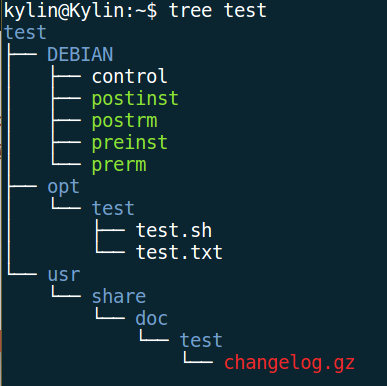 kylin@Kylin:~$ tree test
test
├── DEBIAN
│   ├── control
│   ├── postinst
│   ├── postrm
│   ├── preinst
│   └── prerm
├── opt
│   └── test
│       ├── test.sh
│       └── test.txt
└── usr
    └── share
        └── doc
            └── test
                └── changelog.gz